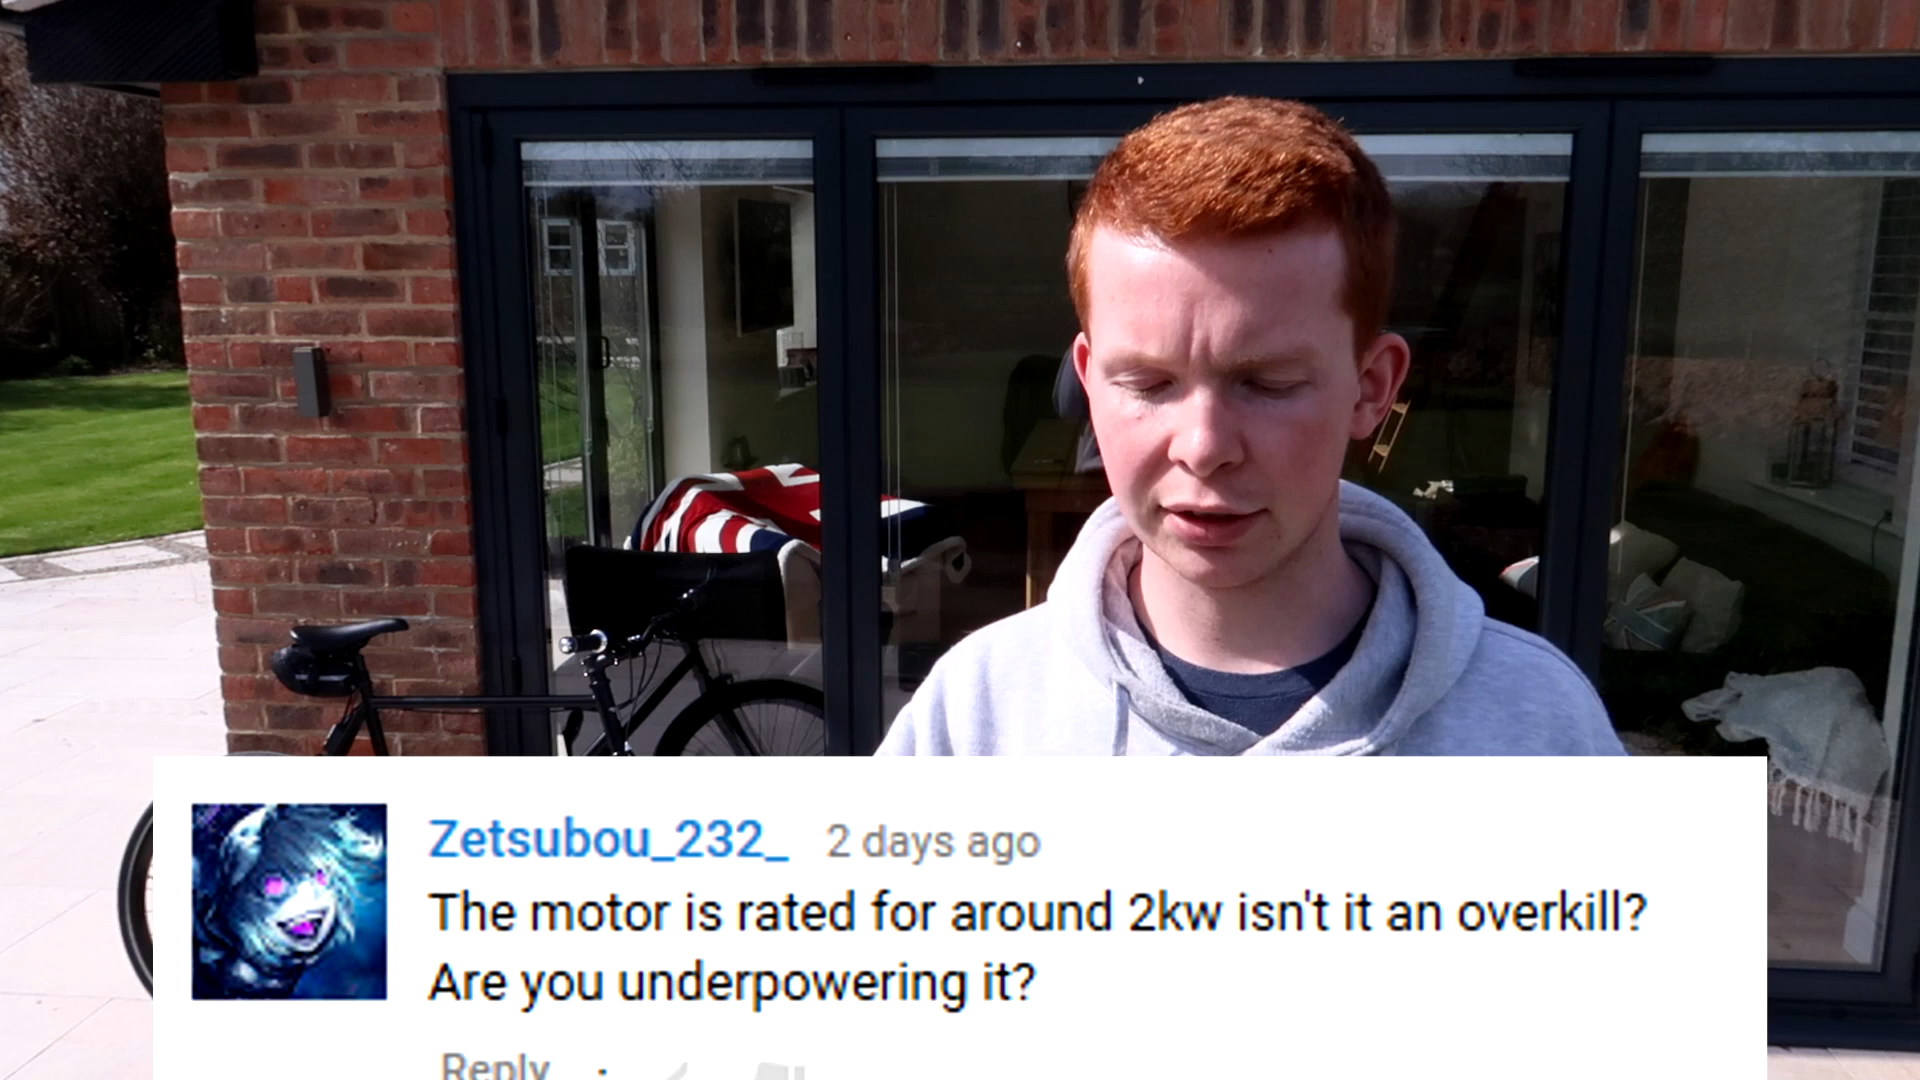 Zetsubou_232_ 2 days ago
The motor is rated for around 2kw isn't it an overkill?
Are you underpowering it?
Reply